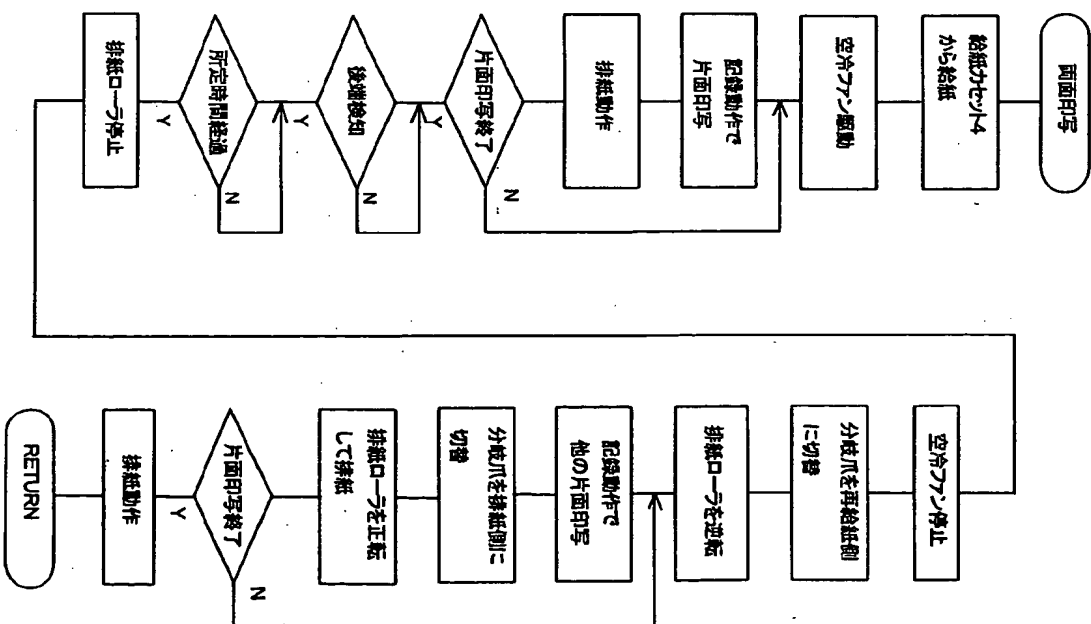 両面印写
給紙カセット4
から給紙
空冷ファン駆動
記録動作で
片面印写
排紙動作
片面印写終了
N
Y
後端検知
N
Y
所定時間経過
N
Y
排紙ローラ停止
空冷ファン停止
分岐爪を再給紙側
に切替
排紙ローラを逆転
記録動作で
他の片面印写
分岐爪を排紙側に
切替
排紙ローラを正転
して排紙
片面印写終了
N
Y
排紙動作
RETURN